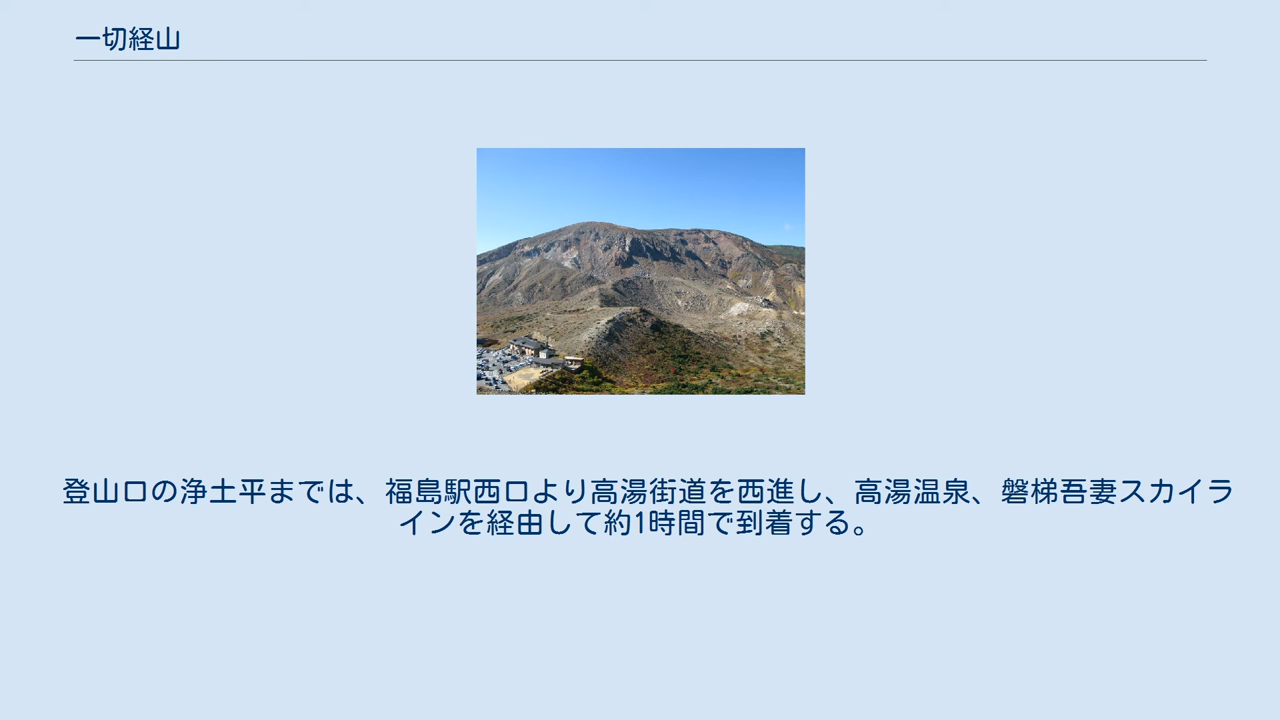 一切経山
登山口の浄土平までは、福島駅西口より高湯街道を西進し、高湯温泉、磐梯吾妻スカイラ
インを経由して約1時間で到着する。